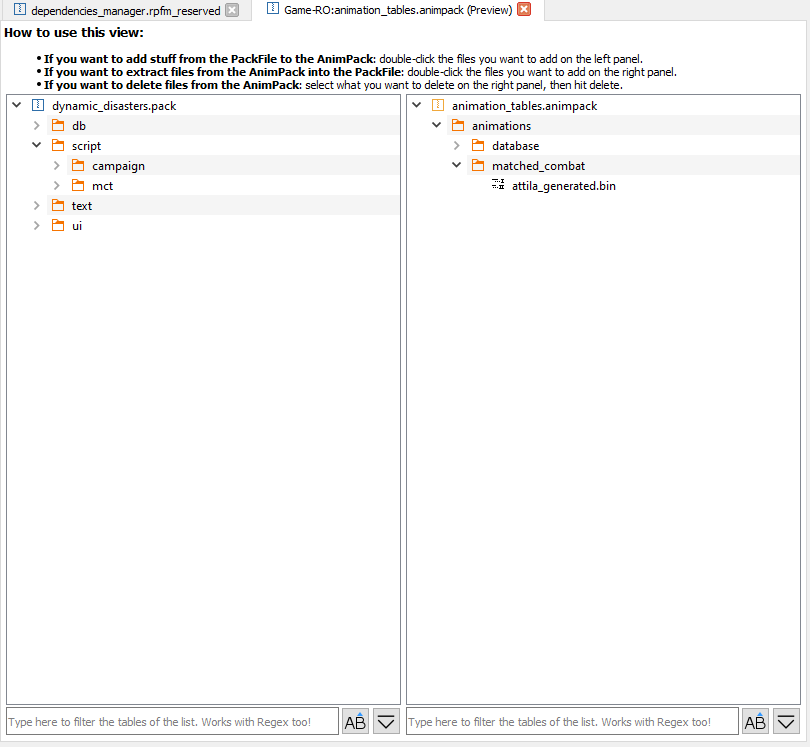 dependencies_manager.rpfm_reserved
Game-RO:animation_tables.animpack (Preview)
How to use this view:
• If you want to add stuff from the PackFile to the AnimPack: double-click the files you want to add on the left panel.
• If you want to extract files from the AnimPack into the PackFile: double-click the files you want to add on the right panel.
• If you want to delete files from the AnimPack: select what you want to delete on the right panel, then hit delete.
dynamic_disasters.pack
db
script
campaign
mct
text
ui
Type here to filter the tables of the list. Works with Regex too!
AB
animation_tables.animpack
animations
database
matched_combat
attila_generated.bin
Type here to filter the tables of the list. Works with Regex too!
AB